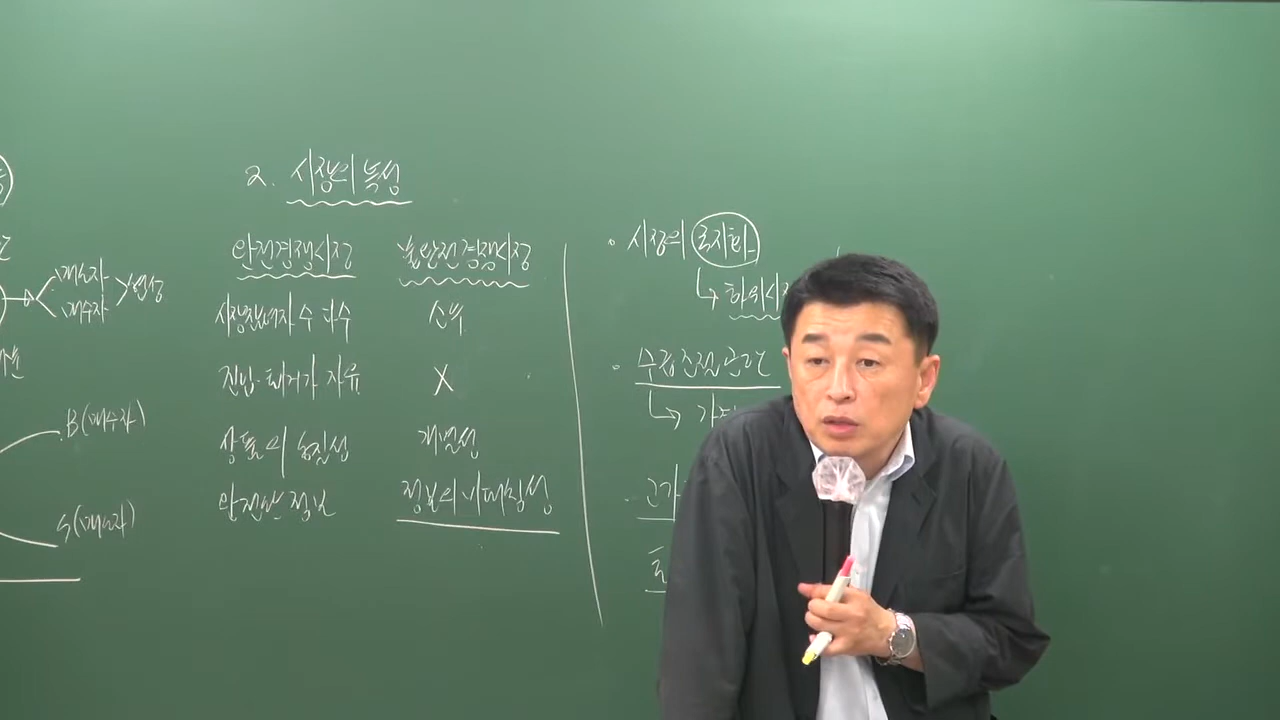 2. 시장의 특성
매도자
매수자
형성
B(매수자)
S(매도자)
완전경쟁시장 불완전경쟁시장
시장참여자 수 다수 소수
진입·퇴거가 자유 X
상품의 동질성 개별성
완전한 정보 정보의 비대칭성
• 시장의 국지화
↳ 하위시장
• 수급조절곤란
↳ 가
• 고가